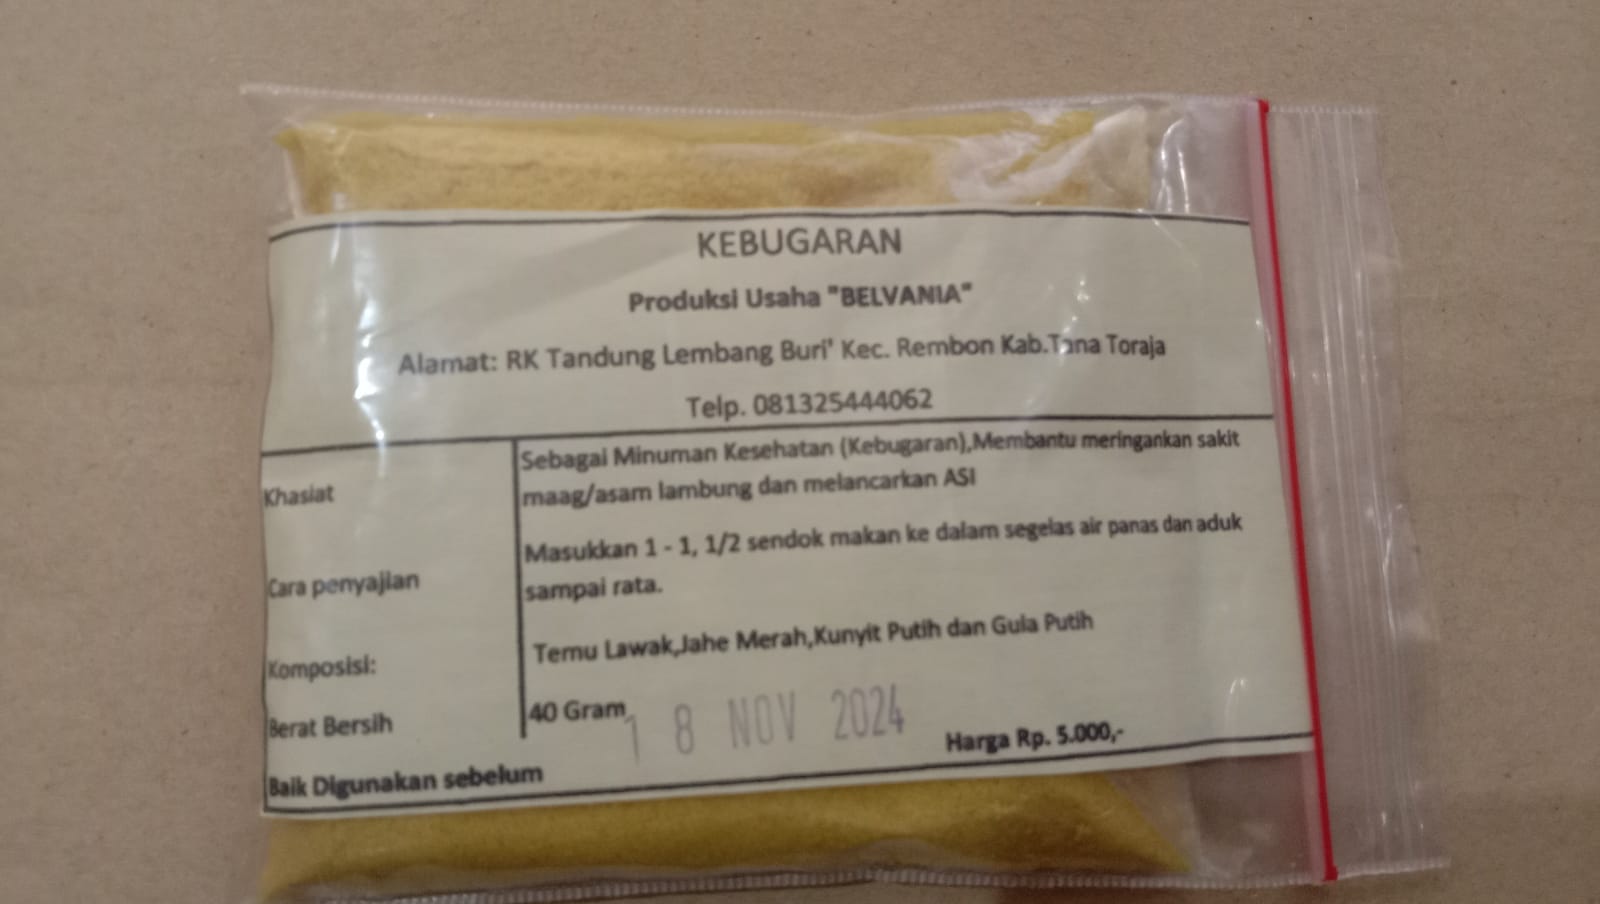 KEBUGARAN
Produksi Usaha "BELVANIA"
Alamat: RK Tandung Lembang Buri' Kec. Rembon Kab.Tana Toraja
Telp. 081325444062
Khasiat
Sebagai Minuman Kesehatan (Kebugaran),Membantu meringankan sakit
maag/asam lambung dan melancarkan ASI
Cara penyajian
Masukkan 1 - 1, 1/2 sendok makan ke dalam segelas air panas dan aduk
sampai rata.
Komposisi:
Temu Lawak,Jahe Merah,Kunyit Putih dan Gula Putih
Berat Bersih
40 Gram
Baik Digunakan sebelum
18 NOV 2024
Harga Rp. 5.000,-